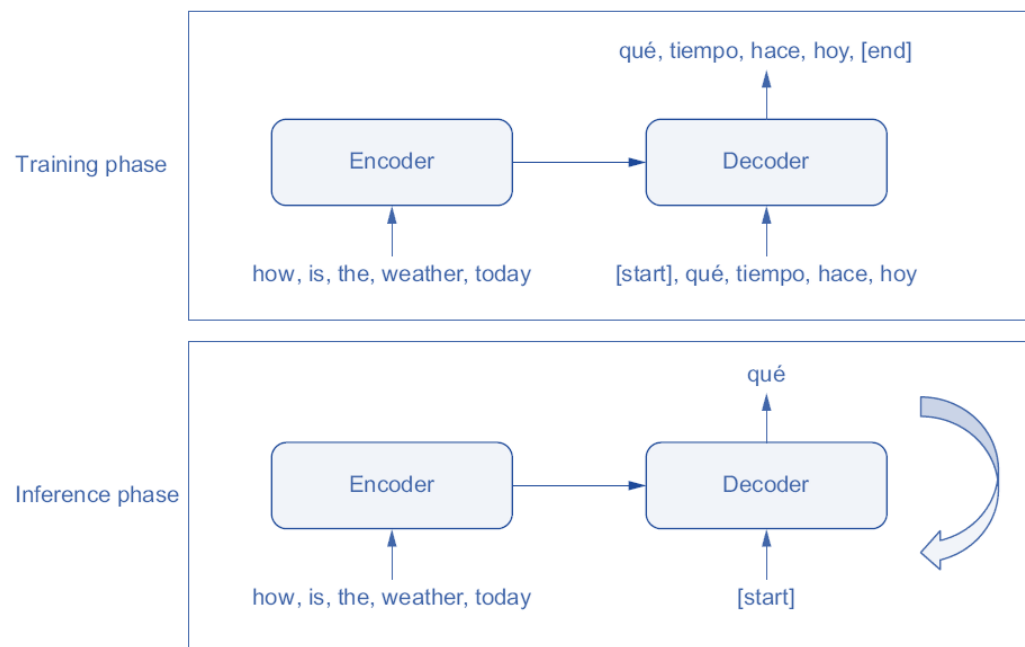 qué, tiempo, hace, hoy, [end]
Training phase
Encoder
Decoder
how, is, the, weather, today
[start], qué, tiempo, hace, hoy
qué
Inference phase
Encoder
Decoder
how, is, the, weather, today
[start]